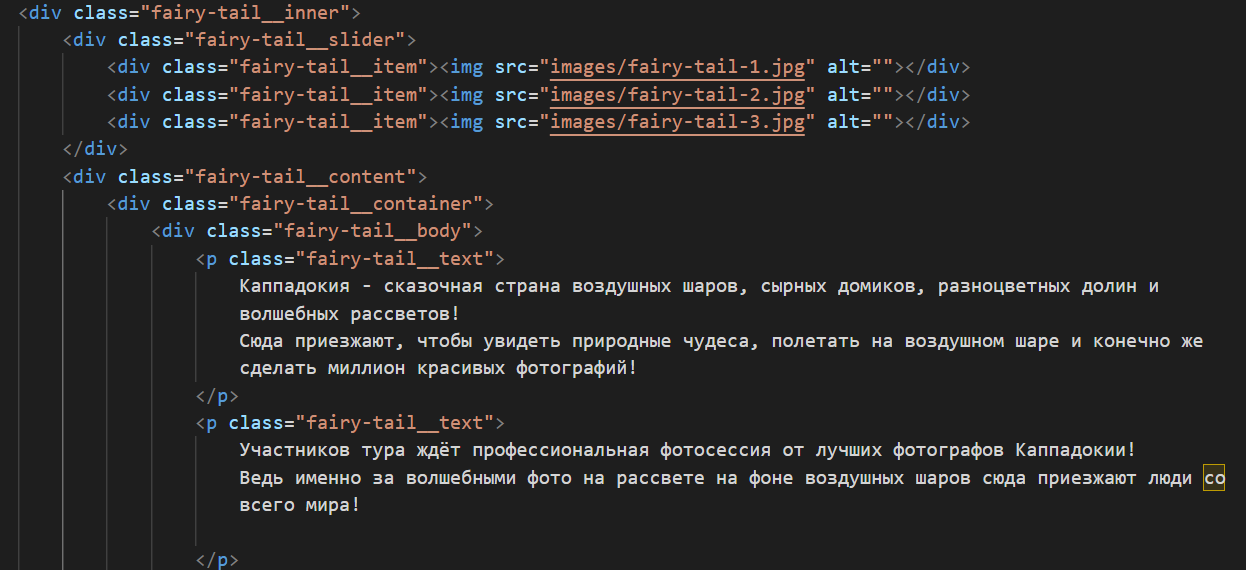 <div class="fairy-tail__inner">
<div class="fairy-tail__slider">
<div class="fairy-tail__item"><img src="images/fairy-tail-1.jpg" alt=""></div>
<div class="fairy-tail__item"><img src="images/fairy-tail-2.jpg" alt=""></div>
<div class="fairy-tail__item"><img src="images/fairy-tail-3.jpg" alt=""></div>
</div>
<div class="fairy-tail__content">
<div class="fairy-tail__container">
<div class="fairy-tail__body">
<p class="fairy-tail__text">
Каппадокия - сказочная страна воздушных шаров, сырных домиков, разноцветных долин и
волшебных рассветов!
Сюда приезжают, чтобы увидеть природные чудеса, полетать на воздушном шаре и конечно же
сделать миллион красивых фотографий!
</p>
<p class="fairy-tail__text">
Участников тура ждёт профессиональная фотосессия от лучших фотографов Каппадокии!
Ведь именно за волшебными фото на рассвете на фоне воздушных шаров сюда приезжают люди со
всего мира!
</p>